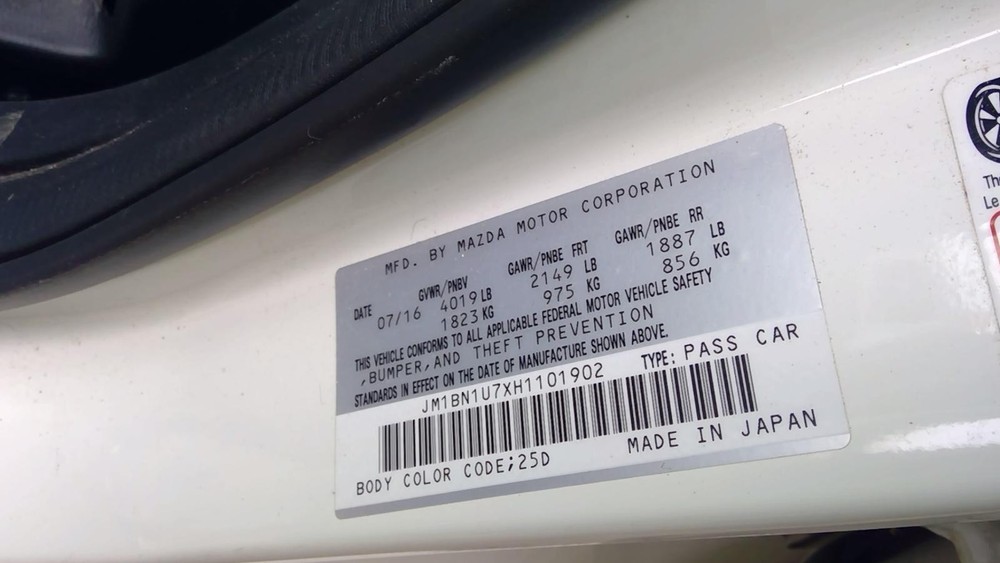 MFD. BY MAZDA MOTOR CORPORATION
DATE GVWR/PNBV GAWR/PNBE FRT GAWR/PNBE RR
07/16 4019 LB 2149 LB 1887 LB
1823 KG 975 KG 856 KG
THIS VEHICLE CONFORMS TO ALL APPLICABLE FEDERAL MOTOR VEHICLE SAFETY
,BUMPER,AND THEFT PREVENTION
STANDARDS IN EFFECT ON THE DATE OF MANUFACTURE SHOWN ABOVE.
JM1BN1U7XH1101902 TYPE: PASS CAR
BODY COLOR CODE;25D MADE IN JAPAN